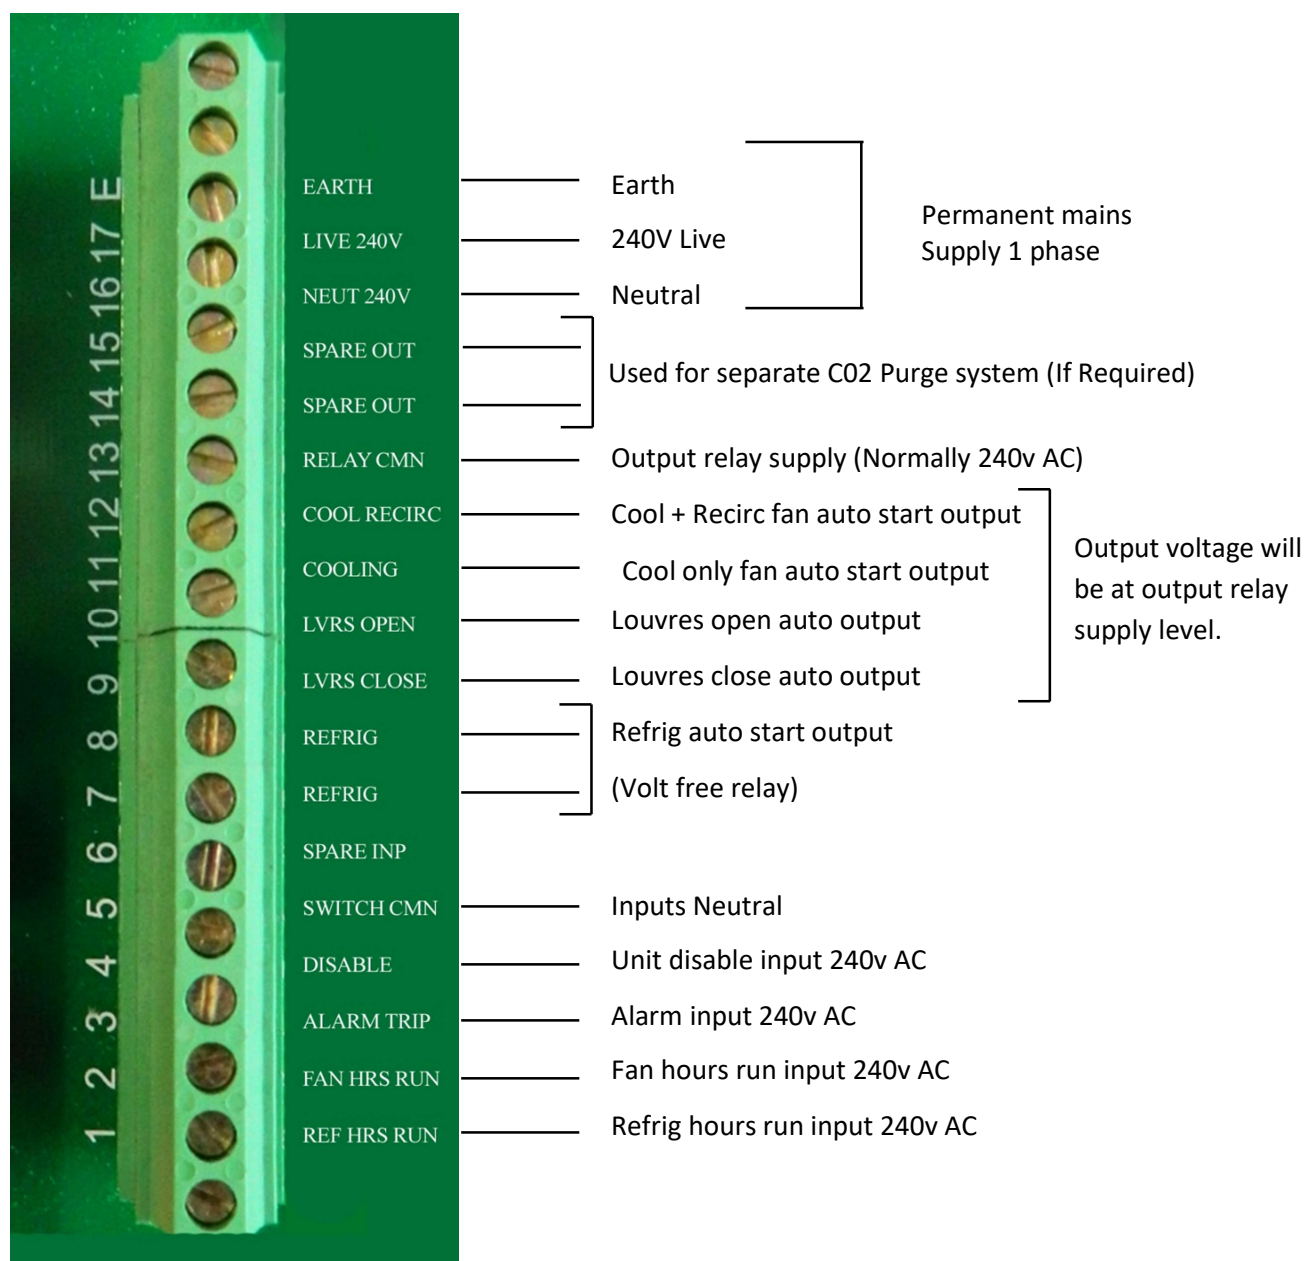 E
17
16
15
14
13
12
11
10
9
8
7
6
5
4
3
2
1
EARTH
LIVE 240V
NEUT 240V
SPARE OUT
SPARE OUT
RELAY CMN
COOL RECIRC
COOLING
LVRS OPEN
LVRS CLOSE
REFRIG
REFRIG
SPARE INP
SWITCH CMN
DISABLE
ALARM TRIP
FAN HRS RUN
REF HRS RUN
Earth
240V Live
Neutral
Permanent mains
Supply 1 phase
Used for separate C02 Purge system (If Required)
Output relay supply (Normally 240v AC)
Cool + Recirc fan auto start output
Cool only fan auto start output
Louvres open auto output
Louvres close auto output
Output voltage will
be at output relay
supply level.
Refrig auto start output
(Volt free relay)
Inputs Neutral
Unit disable input 240v AC
Alarm input 240v AC
Fan hours run input 240v AC
Refrig hours run input 240v AC